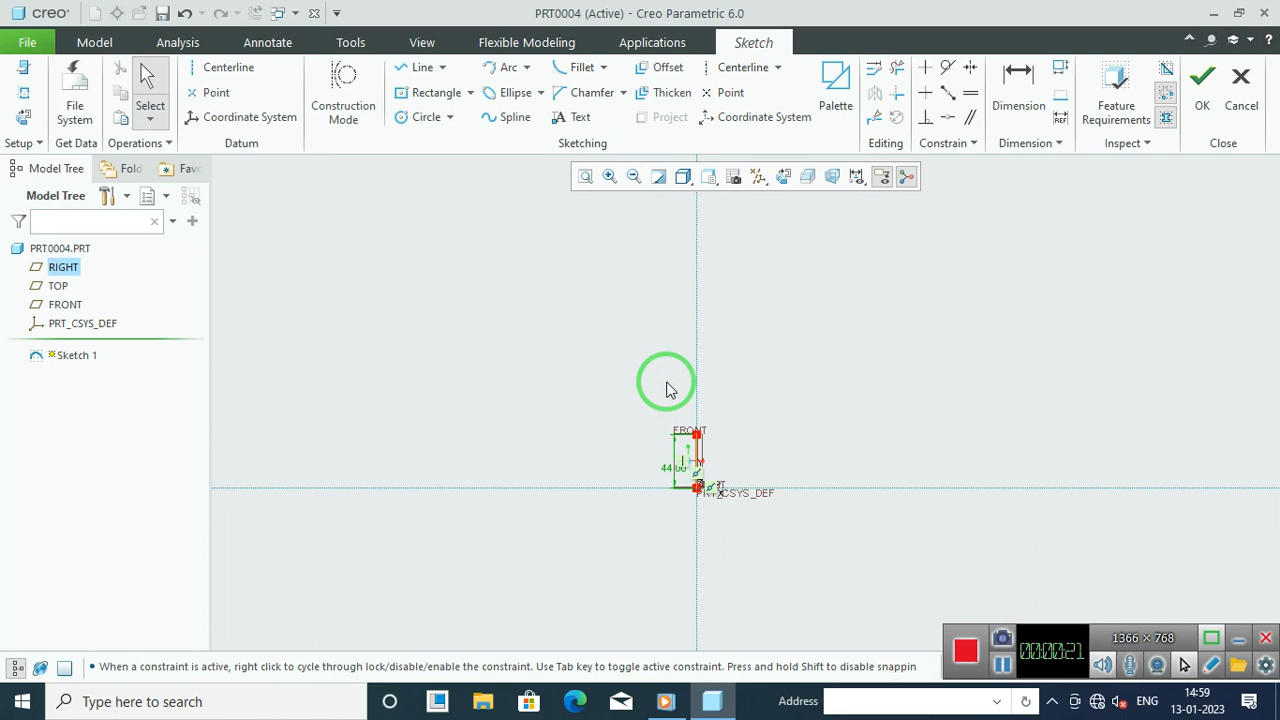 creo®
PRT0004 (Active) - Creo Parametric 6.0
File Model Analysis Annotate Tools View Flexible Modeling Applications Sketch
File System
Select
Centerline
Point
Coordinate System
Construction Mode
Line Arc Fillet Offset Centerline
Rectangle Ellipse Chamfer Thicken Point
Circle Spline Text Project Coordinate System
Palette
Dimension
REF
Feature Requirements
OK
Cancel
Setup Get Data Operations Datum Sketching Constrain Dimension Inspect Close
Model Tree Fold Fav
Model Tree
PRT0004.PRT
RIGHT
TOP
FRONT
PRT_CSYS_DEF
Sketch 1
FRONT
PRT_CSYS_DEF
1366 × 768
00:00:21
When a constraint is active, right click to cycle through lock/disable/enable the constraint. Use Tab key to toggle active constraint. Press and hold Shift to disable snappin
Type here to search
Address
ENG
14:59
13-01-2023